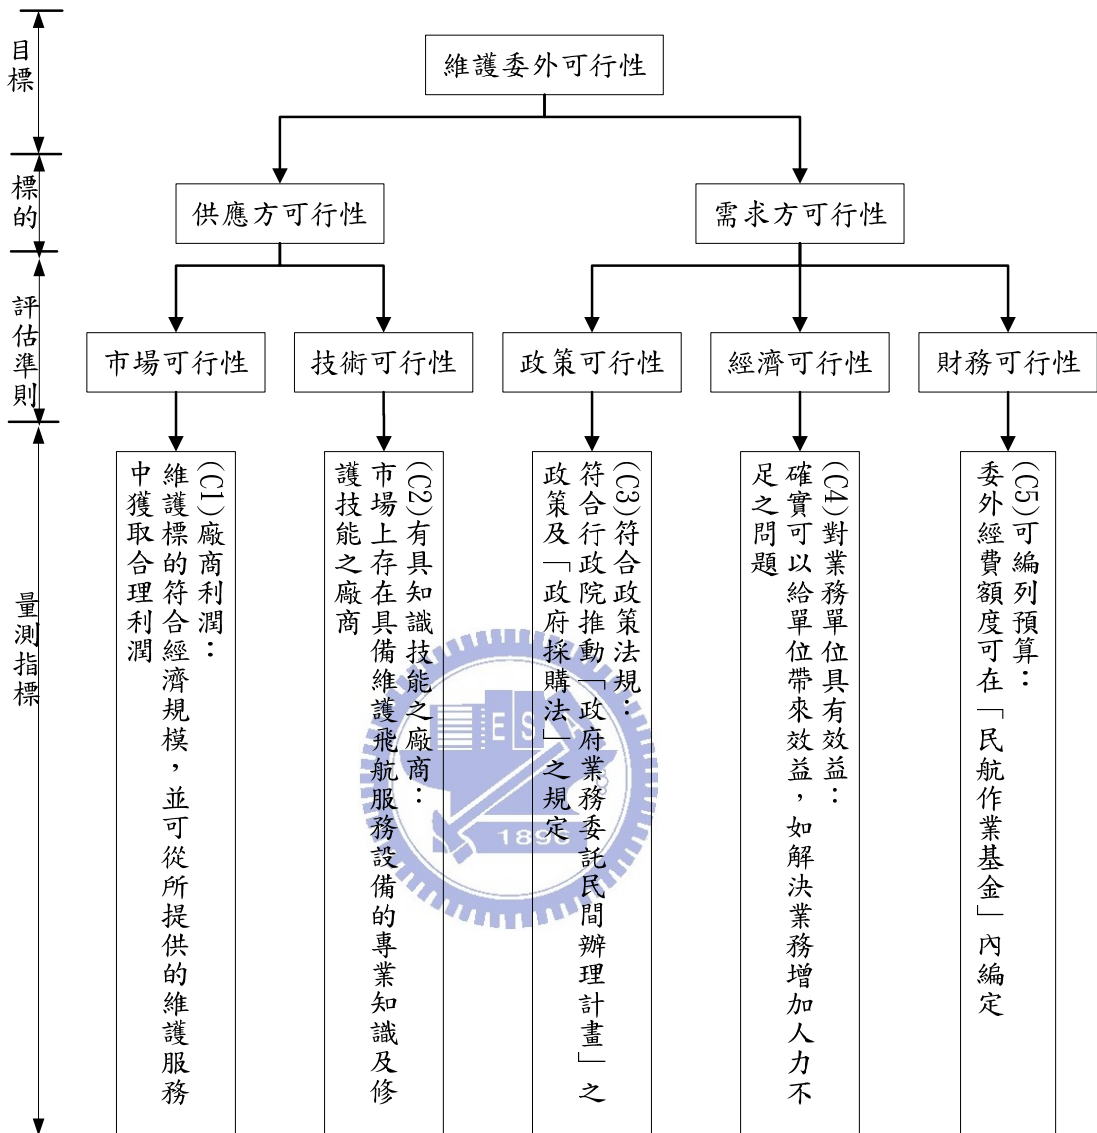 目標
維護委外可行性
標的
供應方可行性
需求方可行性
評估準則
市場可行性
技術可行性
政策可行性
經濟可行性
財務可行性
量測指標
(C1)廠商利潤：
維護標的符合經濟規模，並可從所提供的維護服務
中獲取合理利潤
(C2)有具知識技能之廠商：
市場上存在具備維護飛航服務設備的專業知識及修
護技能之廠商
(C3)符合政策法規：
符合行政院推動「政府業務委託民間辦理計畫」之
政策及「政府採購法」之規定
(C4)對業務單位具有效益：
確實可以給單位帶來效益，如解決業務增加人力不
足之問題
(C5)可編列預算：
委外經費額度可在「民航作業基金」內編定
ESA
1896